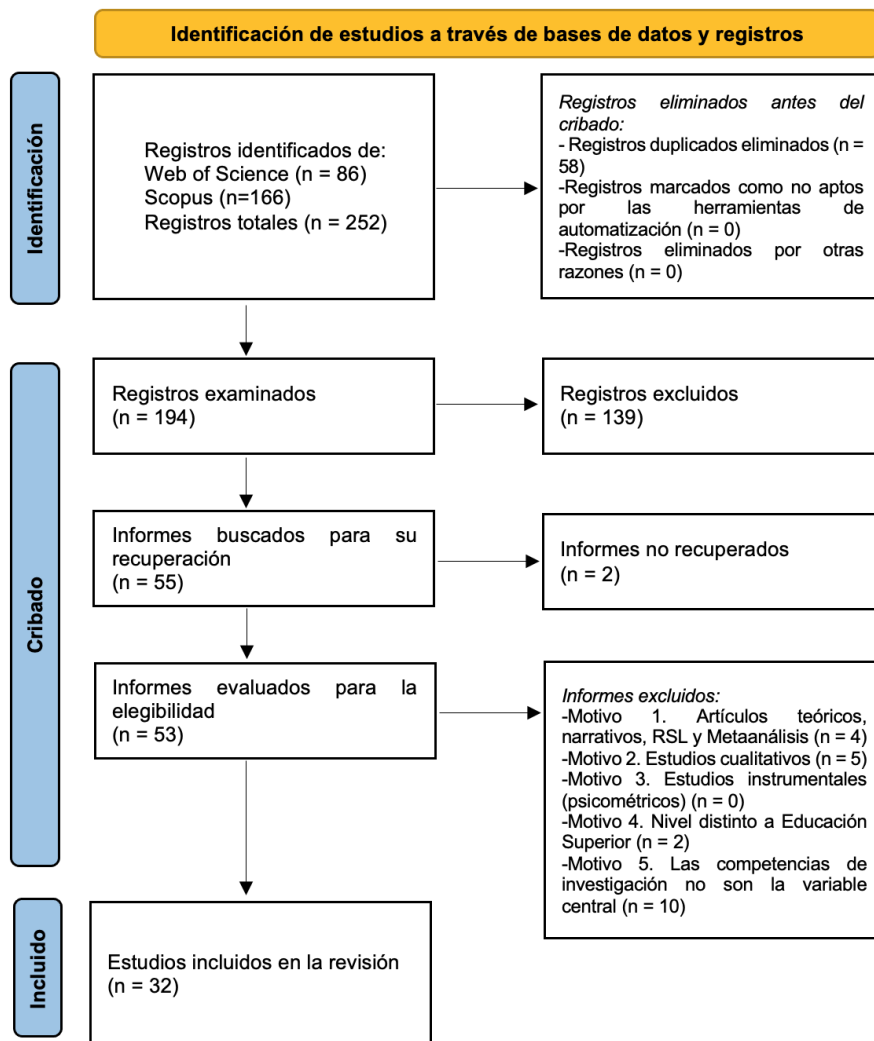 Identificación de estudios a través de bases de datos y registros
Identificación
Registros identificados de:
Web of Science (n = 86)
Scopus (n=166)
Registros totales (n = 252)
Registros eliminados antes del
cribado:
- Registros duplicados eliminados (n =
58)
-Registros marcados como no aptos
por las herramientas de
automatización (n = 0)
-Registros eliminados por otras
razones (n = 0)
Cribado
Registros examinados
(n = 194)
Registros excluidos
(n = 139)
Informes buscados para su
recuperación
(n = 55)
Informes no recuperados
(n = 2)
Informes evaluados para la
elegibilidad
(n = 53)
Informes excluidos:
-Motivo 1. Artículos teóricos,
narrativos, RSL y Metaanálisis (n = 4)
-Motivo 2. Estudios cualitativos (n = 5)
-Motivo 3. Estudios instrumentales
(psicométricos) (n = 0)
-Motivo 4. Nivel distinto a Educación
Superior (n = 2)
-Motivo 5. Las competencias de
investigación no son la variable
central (n = 10)
Incluido
Estudios incluidos en la revisión
(n = 32)